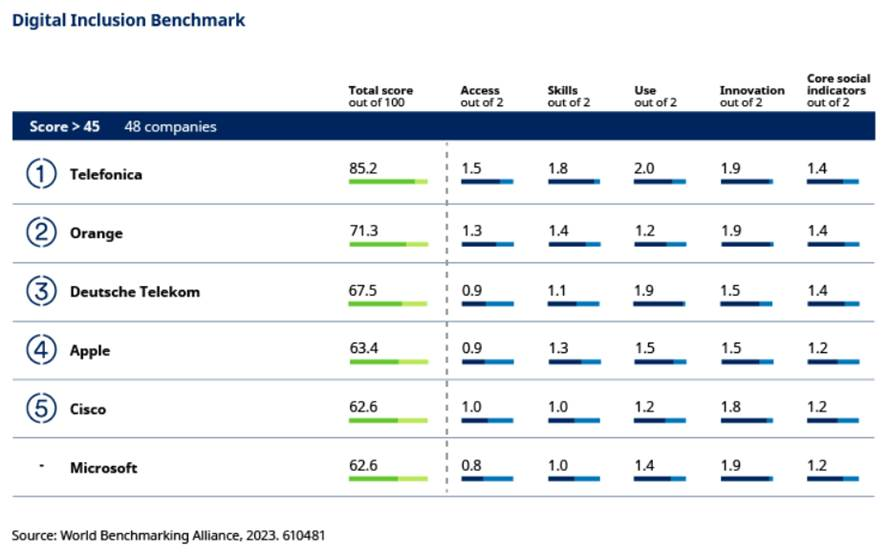 Digital Inclusion Benchmark
Total score
out of 100
Access
out of 2
Skills
out of 2
Use
out of 2
Innovation
out of 2
Core social
indicators
out of 2
Score > 45 48 companies
1 Telefonica 85.2 1.5 1.8 2.0 1.9 1.4
2 Orange 71.3 1.3 1.4 1.2 1.9 1.4
3 Deutsche Telekom 67.5 0.9 1.1 1.9 1.5 1.4
4 Apple 63.4 0.9 1.3 1.5 1.5 1.2
5 Cisco 62.6 1.0 1.0 1.2 1.8 1.2
- Microsoft 62.6 0.8 1.0 1.4 1.9 1.2
Source: World Benchmarking Alliance, 2023. 610481